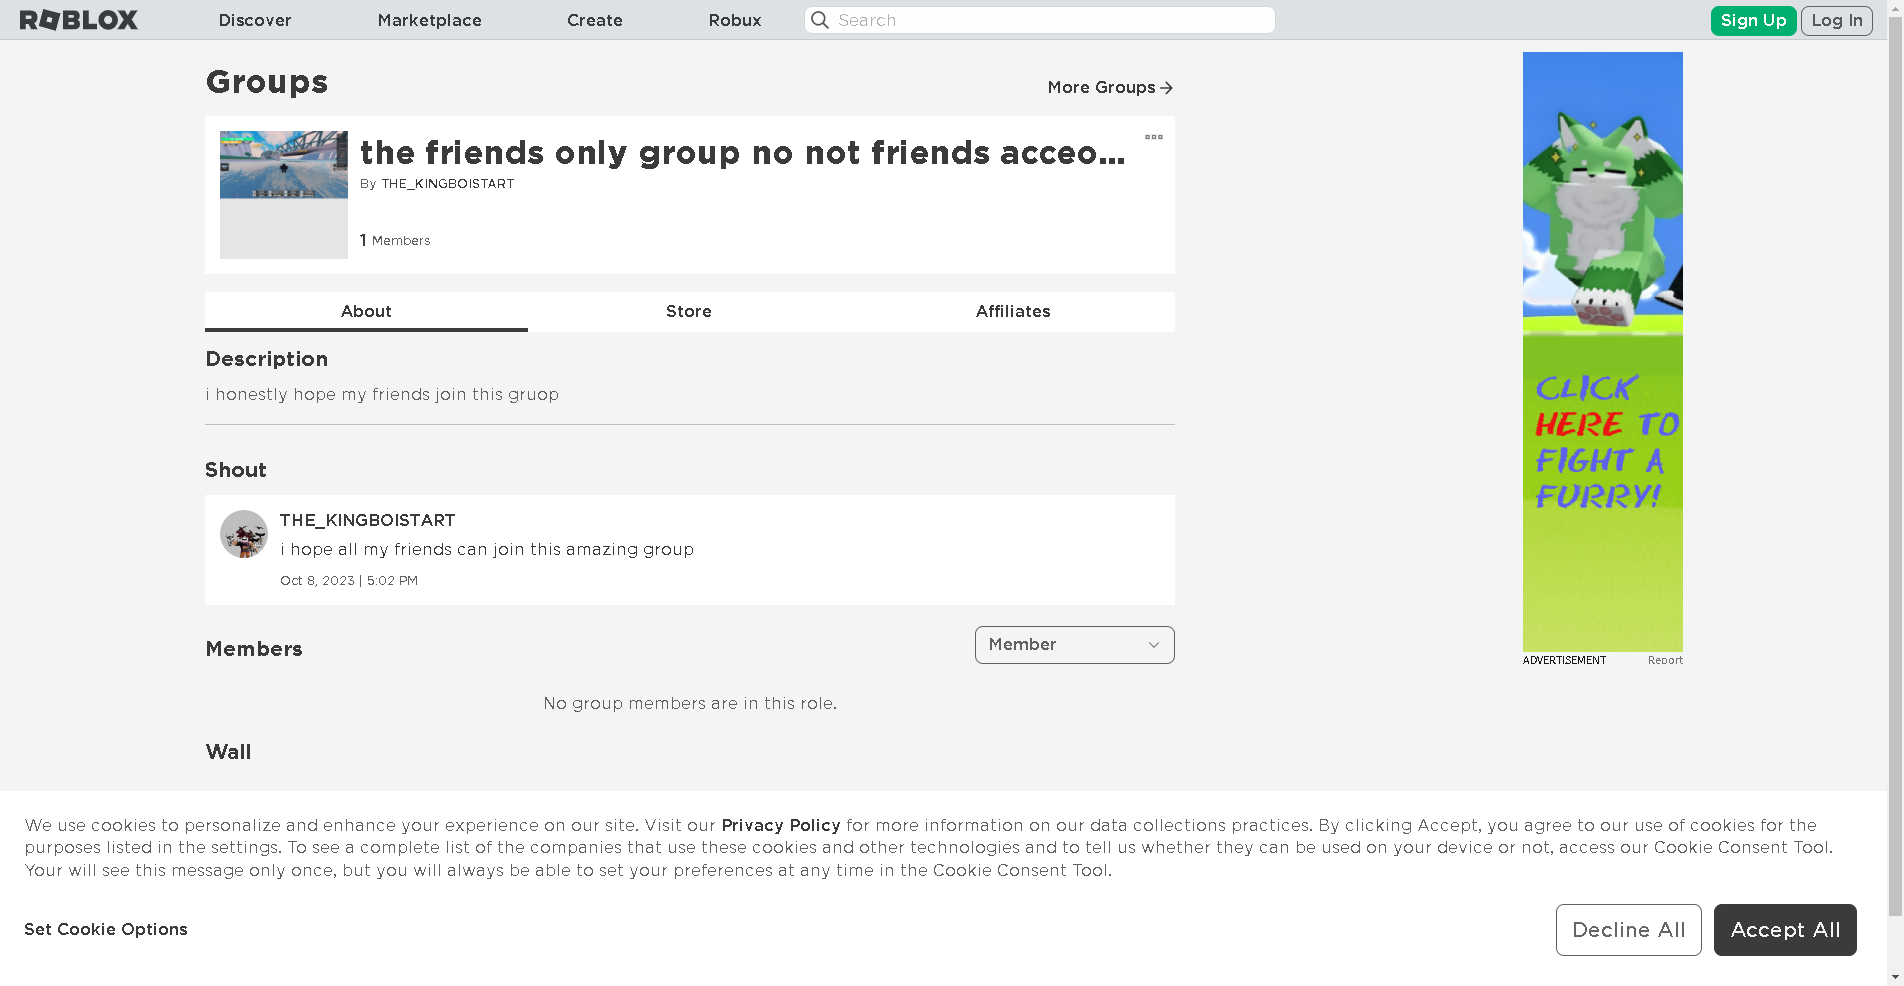 ROBLOX Discover Marketplace Create Robux Search Sign Up Log In
Groups
More Groups
the friends only group no not friends acceo...
By THE_KINGBOISTART
1 Members
About Store Affiliates
Description
i honestly hope my friends join this gruop
Shout
THE_KINGBOISTART
i hope all my friends can join this amazing group
Oct 8, 2023 | 5:02 PM
Members
Member
No group members are in this role.
Wall
CLICK
HERE TO
FIGHT A
FURRY!
ADVERTISEMENT Report
We use cookies to personalize and enhance your experience on our site. Visit our Privacy Policy for more information on our data collections practices. By clicking Accept, you agree to our use of cookies for the
purposes listed in the settings. To see a complete list of the companies that use these cookies and other technologies and to tell us whether they can be used on your device or not, access our Cookie Consent Tool.
Your will see this message only once, but you will always be able to set your preferences at any time in the Cookie Consent Tool.
Set Cookie Options
Decline All
Accept All